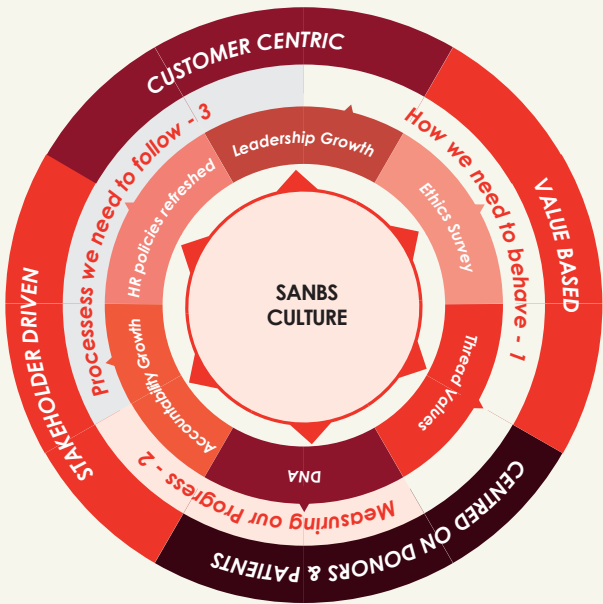 CUSTOMER CENTRIC
VALUE BASED
CENTRED ON DONORS & PATIENTS
STAKEHOLDER DRIVEN
How we need to behave - 1
Measuring our Progress - 2
Processess we need to follow - 3
Leadership Growth
Ethics Survey
Thread Values
DNA
Accountability Growth
HR policies refreshed
SANBS
CULTURE